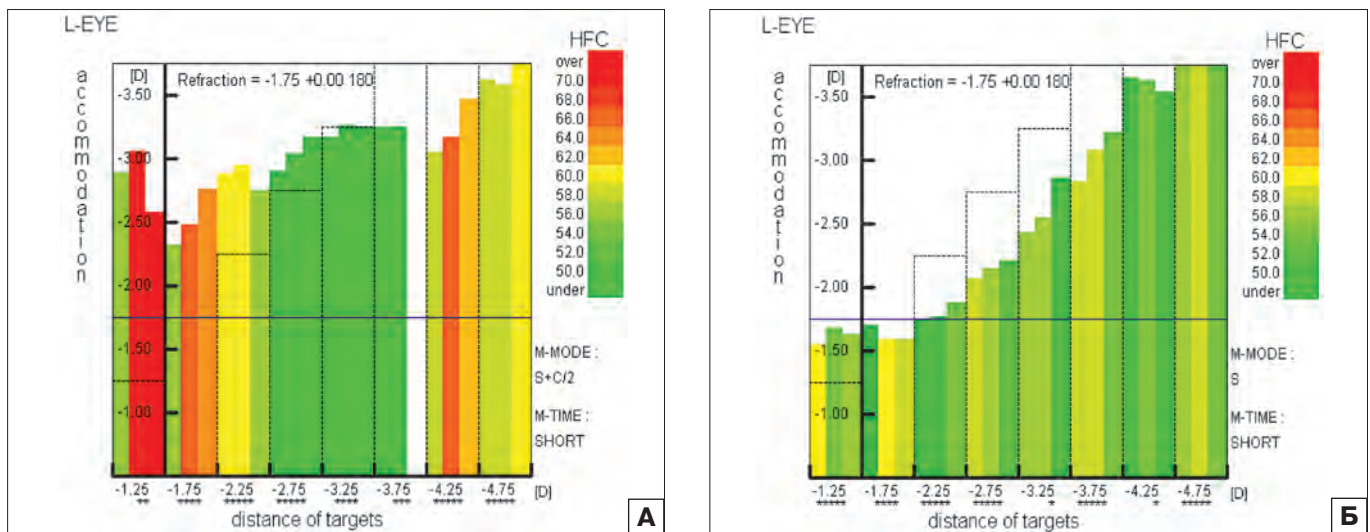 L-EYE
HFC
accommodation
[D] Refraction = -1.75 +0.00 180
-3.50
-3.00
-2.50
-2.00
-1.50
-1.00
over
70.0
68.0
66.0
64.0
62.0
60.0
58.0
56.0
54.0
52.0
50.0
under
M-MODE :
S+C/2
M-TIME :
SHORT
-1.25 -1.75 -2.25 -2.75 -3.25 -3.75 -4.25 -4.75 [D]
** **** ***** ***** **** *** ***** *****
distance of targets
А
L-EYE
HFC
accommodation
[D] Refraction = -1.75 +0.00 180
-3.50
-3.00
-2.50
-2.00
-1.50
-1.00
over
70.0
68.0
66.0
64.0
62.0
60.0
58.0
56.0
54.0
52.0
50.0
under
M-MODE :
S
M-TIME :
SHORT
-1.25 -1.75 -2.25 -2.75 -3.25 -3.75 -4.25 -4.75 [D]
***** **** ***** ***** * ***** * *****
distance of targets
Б